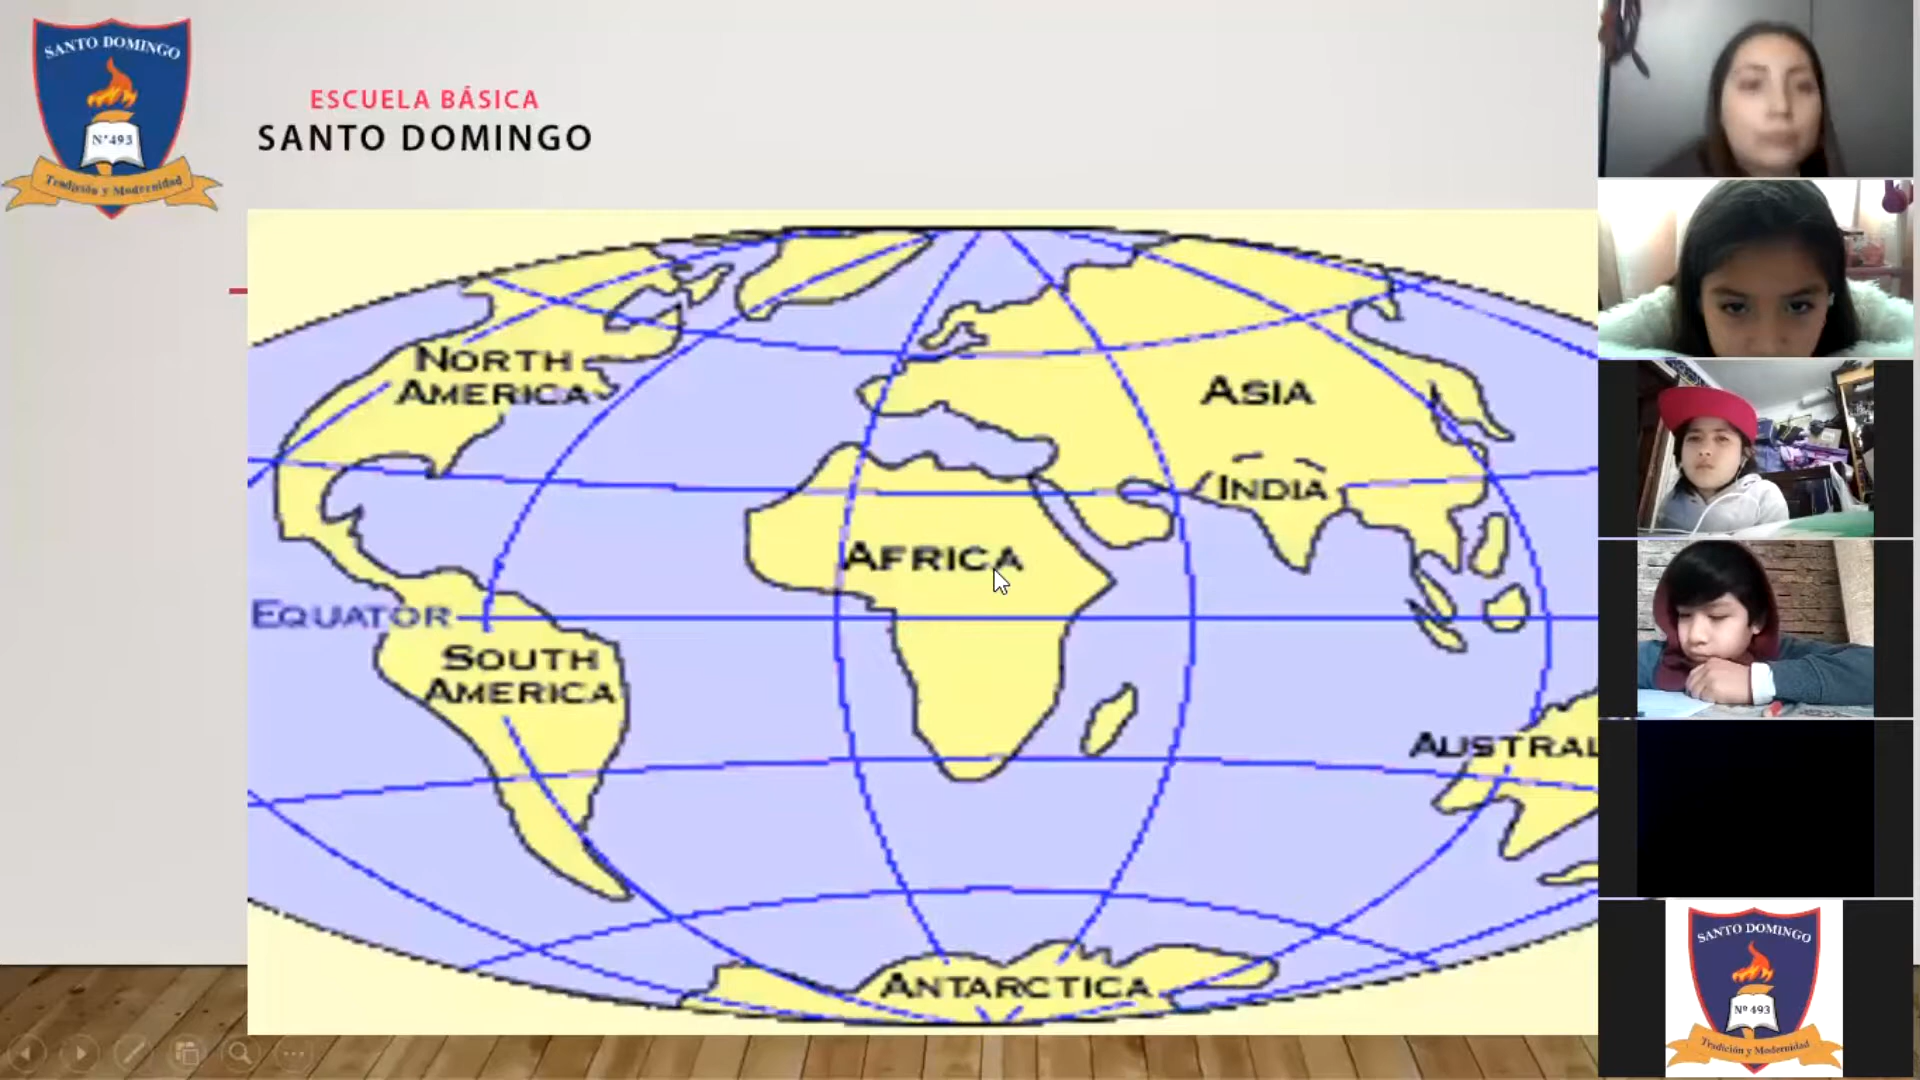 SANTO DOMINGO
N°493
Tradición y Modernidad
ESCUELA BÁSICA
SANTO DOMINGO
NORTH
AMERICA
ASIA
INDIA
AFRICA
EQUATOR
SOUTH
AMERICA
AUSTRAL
ANTARCTICA
SANTO DOMINGO
Nº 493
Tradición y Modernidad